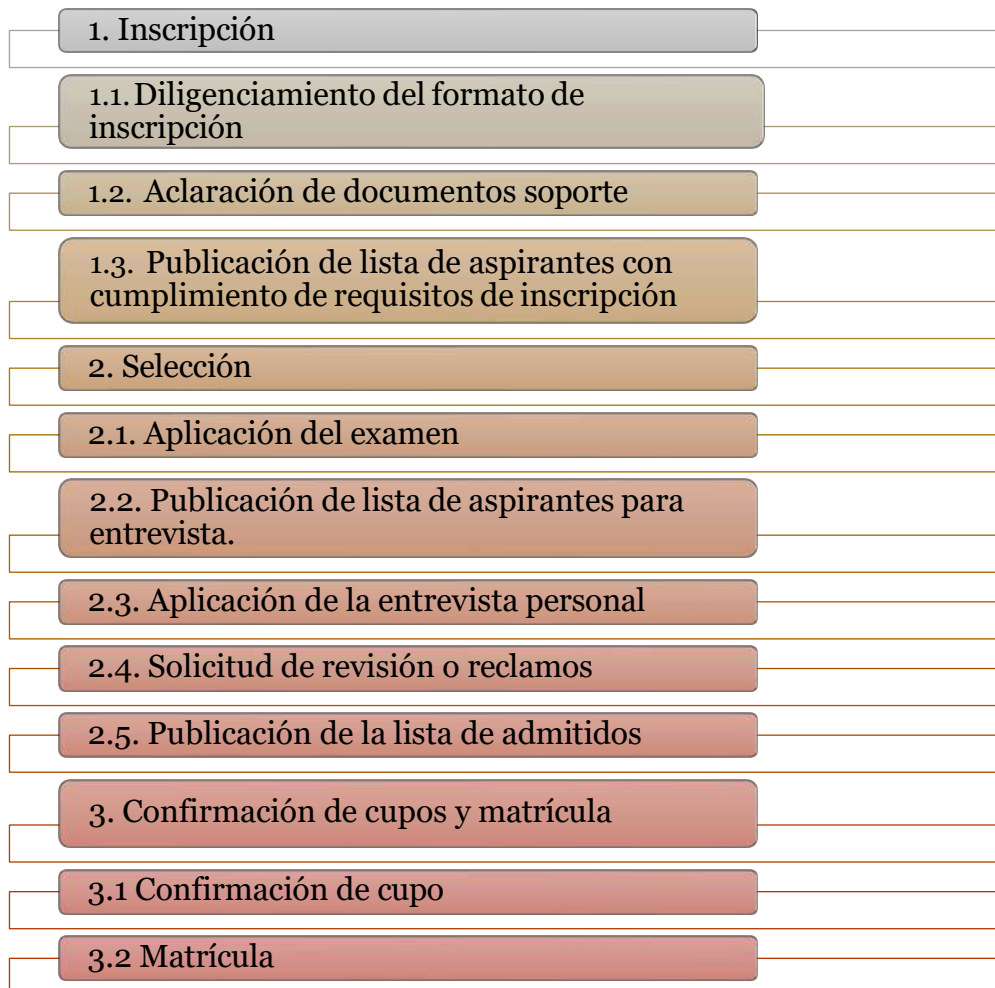 1. Inscripción
1.1. Diligenciamiento del formato de
inscripción
1.2. Aclaración de documentos soporte
1.3. Publicación de lista de aspirantes con
cumplimiento de requisitos de inscripción
2. Selección
2.1. Aplicación del examen
2.2. Publicación de lista de aspirantes para
entrevista.
2.3. Aplicación de la entrevista personal
2.4. Solicitud de revisión o reclamos
2.5. Publicación de la lista de admitidos
3. Confirmación de cupos y matrícula
3.1 Confirmación de cupo
3.2 Matrícula